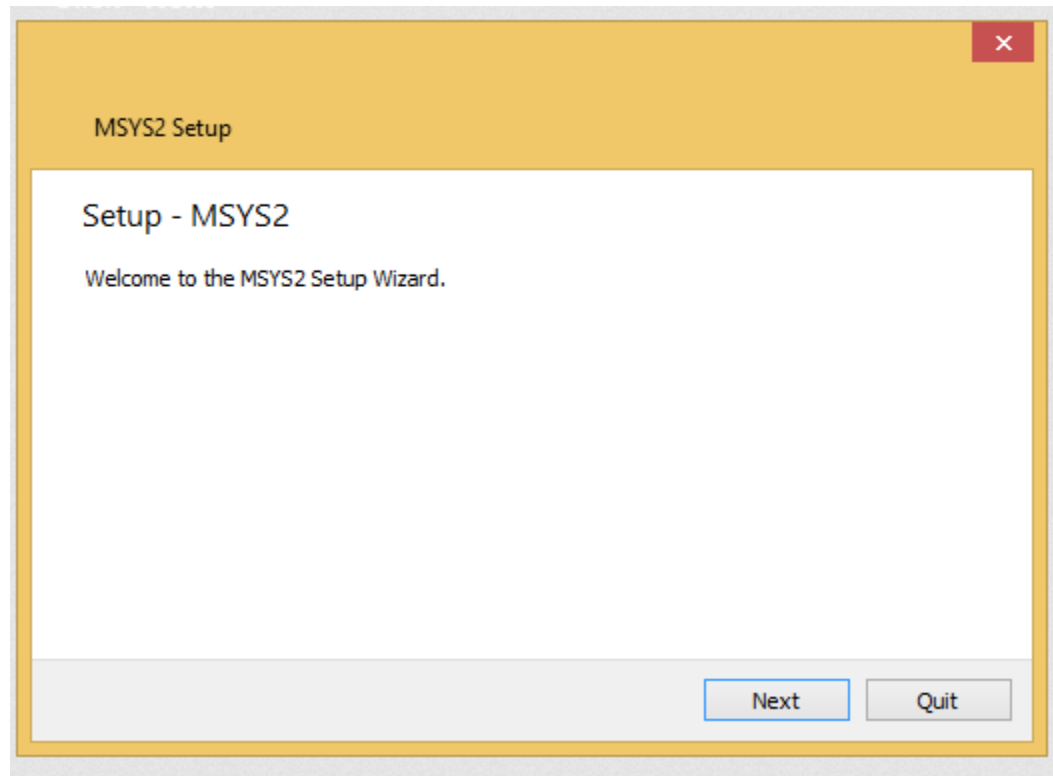 MSYS2 Setup
Setup - MSYS2
Welcome to the MSYS2 Setup Wizard.
Next Quit